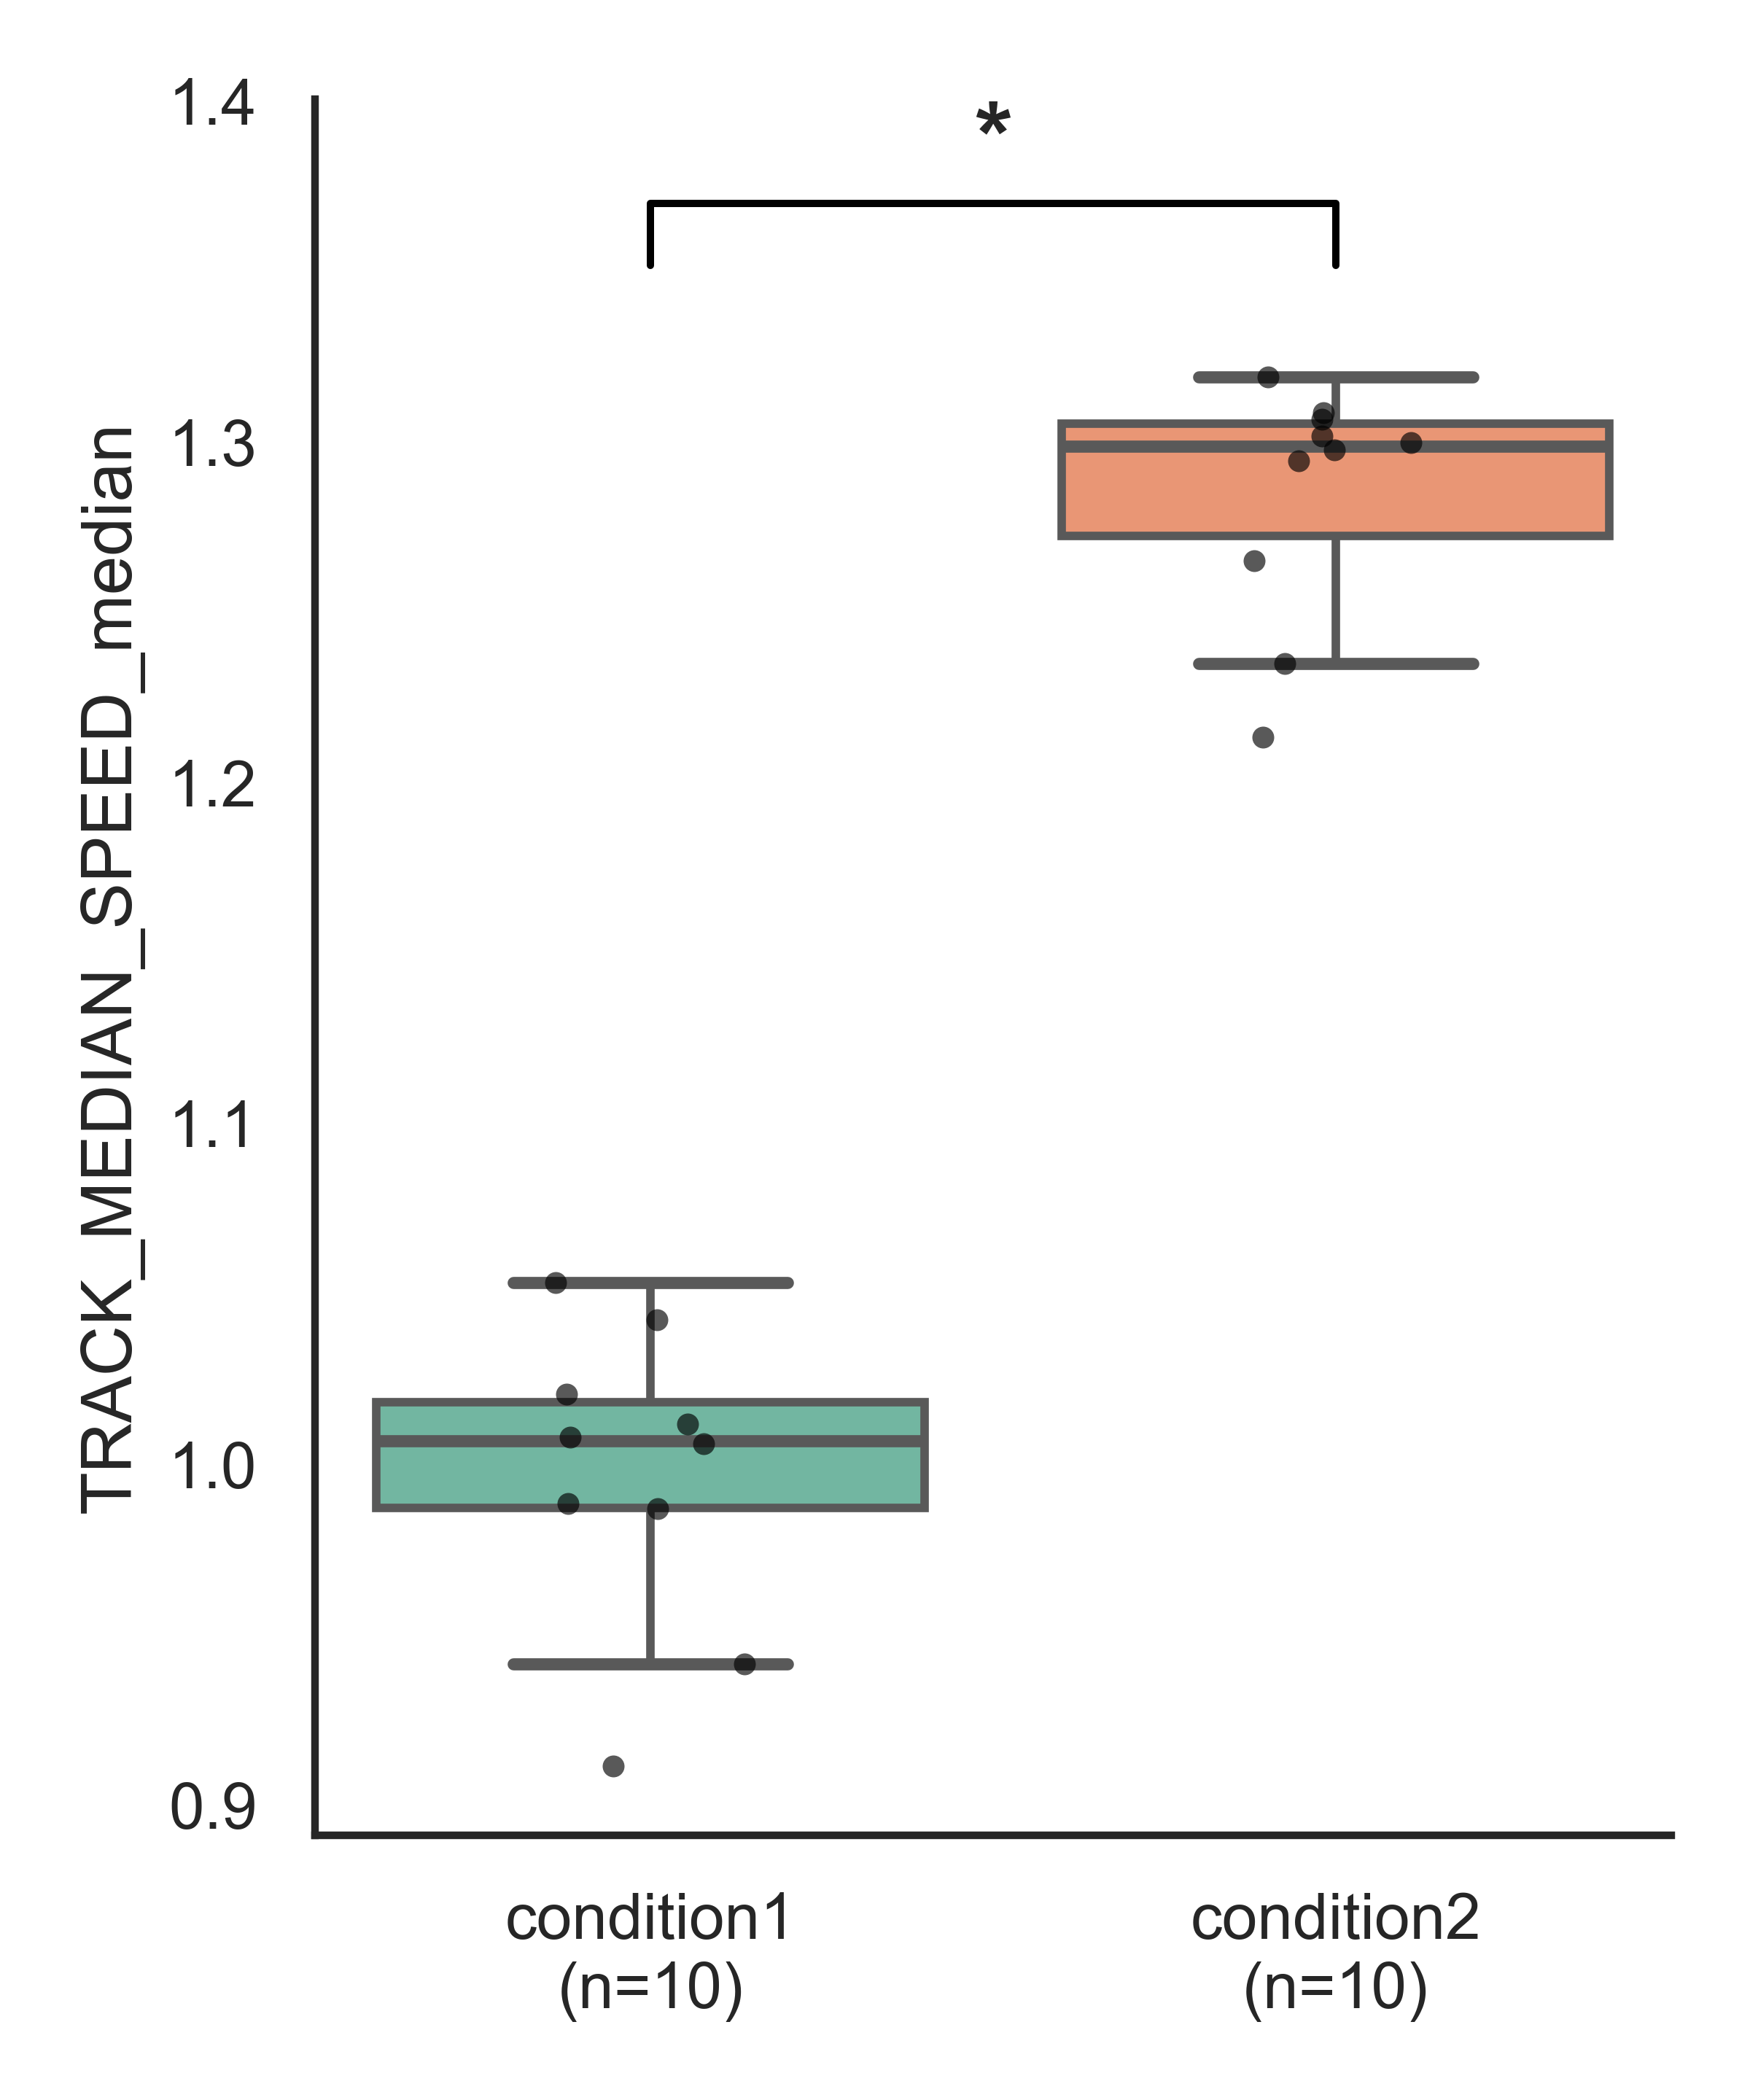 1.4
*
1.3
1.2
1.1
1.0
0.9
TRACK_MEDIAN_SPEED_median
condition1
(n=10)
condition2
(n=10)